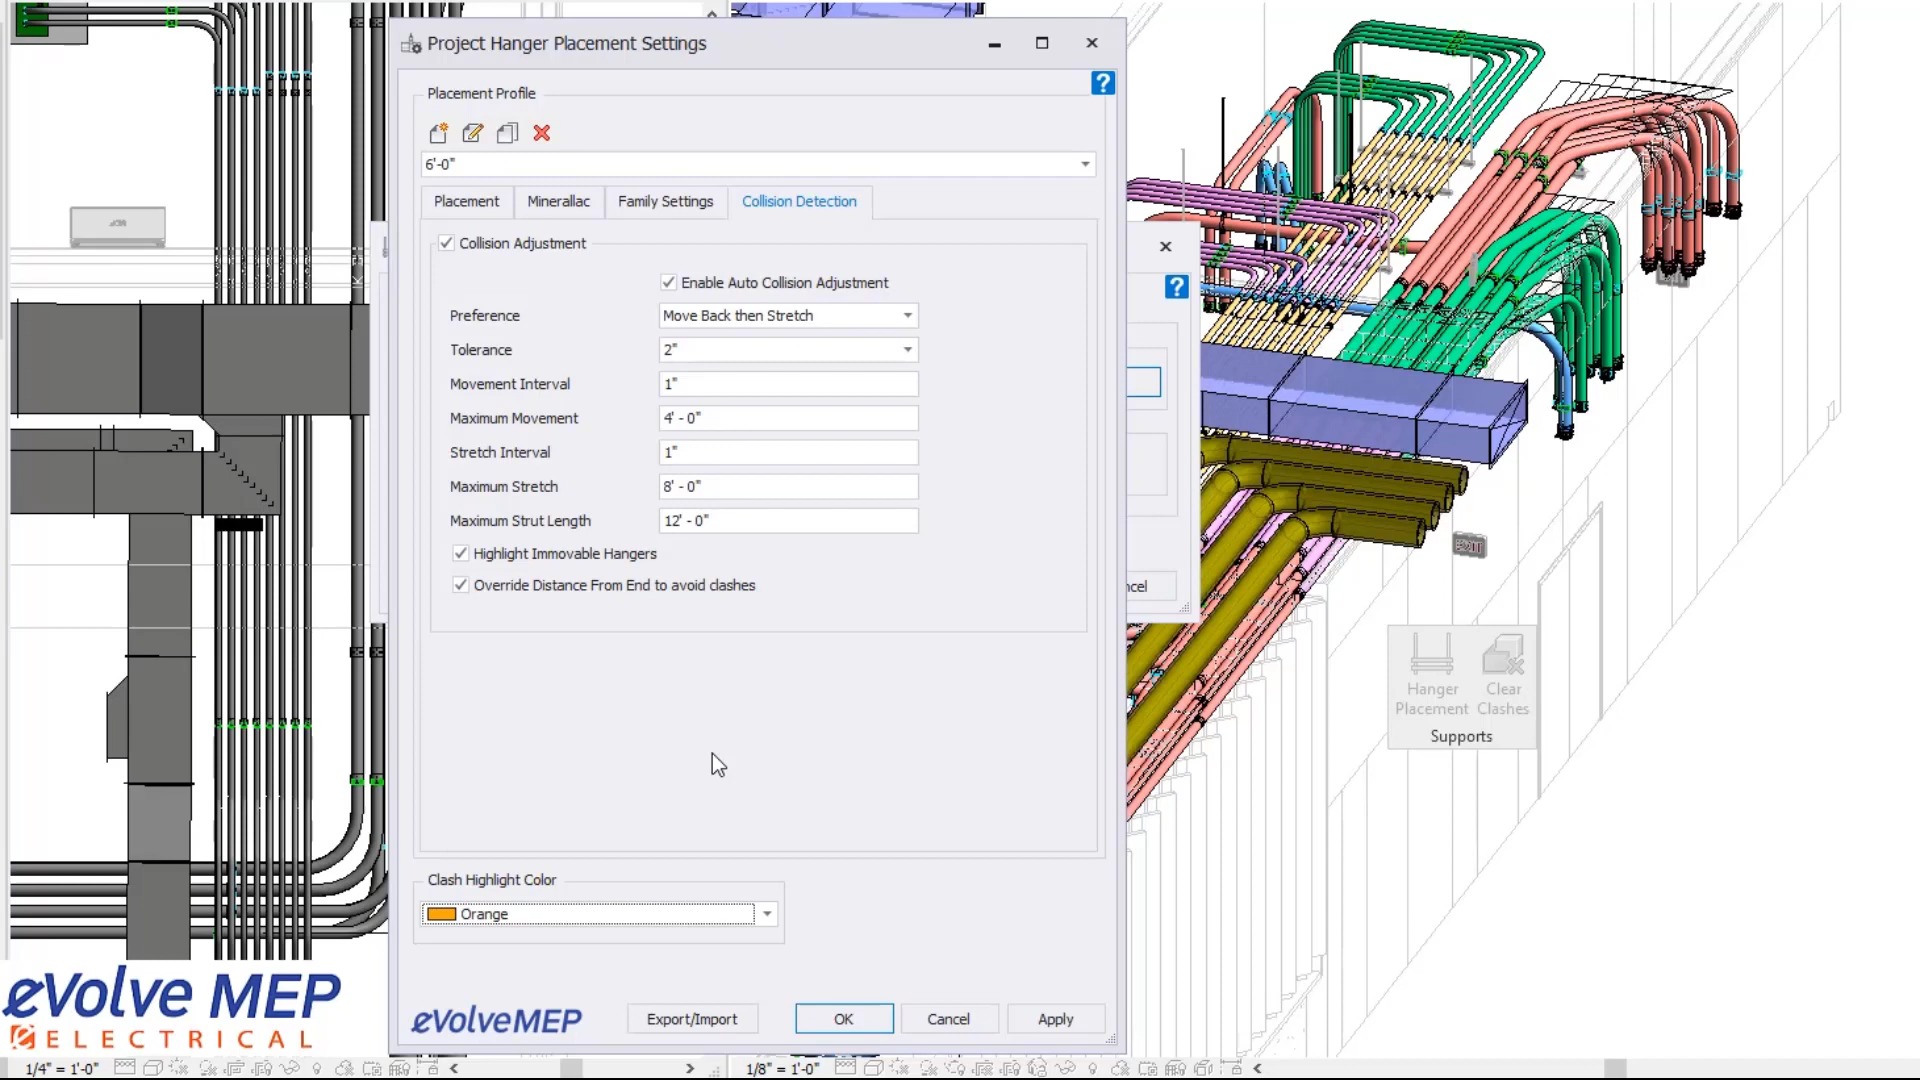 Project Hanger Placement Settings
?
Placement Profile
6'-0"
Placement
Minerallac
Family Settings
Collision Detection
Collision Adjustment
Enable Auto Collision Adjustment
Preference
Move Back then Stretch
Tolerance
2"
Movement Interval
1"
Maximum Movement
4' - 0"
Stretch Interval
1"
Maximum Stretch
8' - 0"
Maximum Strut Length
12' - 0"
Highlight Immovable Hangers
Override Distance From End to avoid clashes
Clash Highlight Color
Orange
eVolveMEP
Export/Import
OK
Cancel
Apply
?
ncel
EXIT
Hanger Placement
Clear Clashes
Supports
eVolve MEP
ELECTRICAL
1/4" = 1'-0"
1/8" = 1'-0"